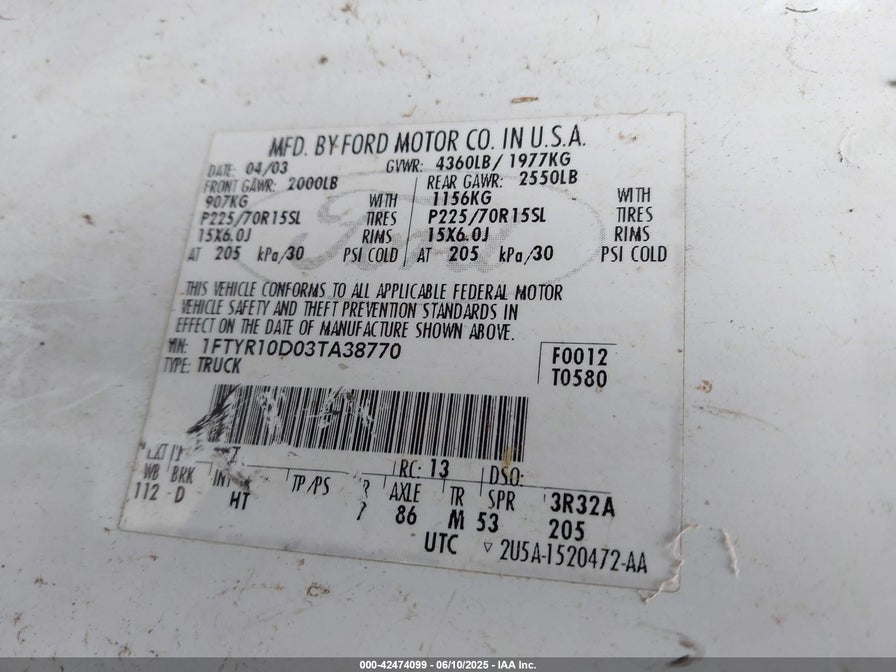 MFD. BY FORD MOTOR CO. IN U.S.A.
DATE: 04/03 GVWR: 4360LB/ 1977KG
FRONT GAWR: 2000LB REAR GAWR: 2550LB
907KG WITH 1156KG WITH
P225/70R15SL TIRES P225/70R15SL TIRES
15X6.0J RIMS 15X6.0J RIMS
AT 205 kPa/30 PSI COLD AT 205 kPa/30 PSI COLD
THIS VEHICLE CONFORMS TO ALL APPLICABLE FEDERAL MOTOR
VEHICLE SAFETY AND THEFT PREVENTION STANDARDS IN
EFFECT ON THE DATE OF MANUFACTURE SHOWN ABOVE.
VIN: 1FTYR10D03TA38770 F0012
TYPE: TRUCK T0580
RC: 13 DSO:
WB BRK TP/PS AXLE TR SPR 3R32A
112 D HT 7 86 M 53 205
UTC ▽ 2U5A-1520472-AA
Ford
000-42474099 - 06/10/2025 - IAA Inc.